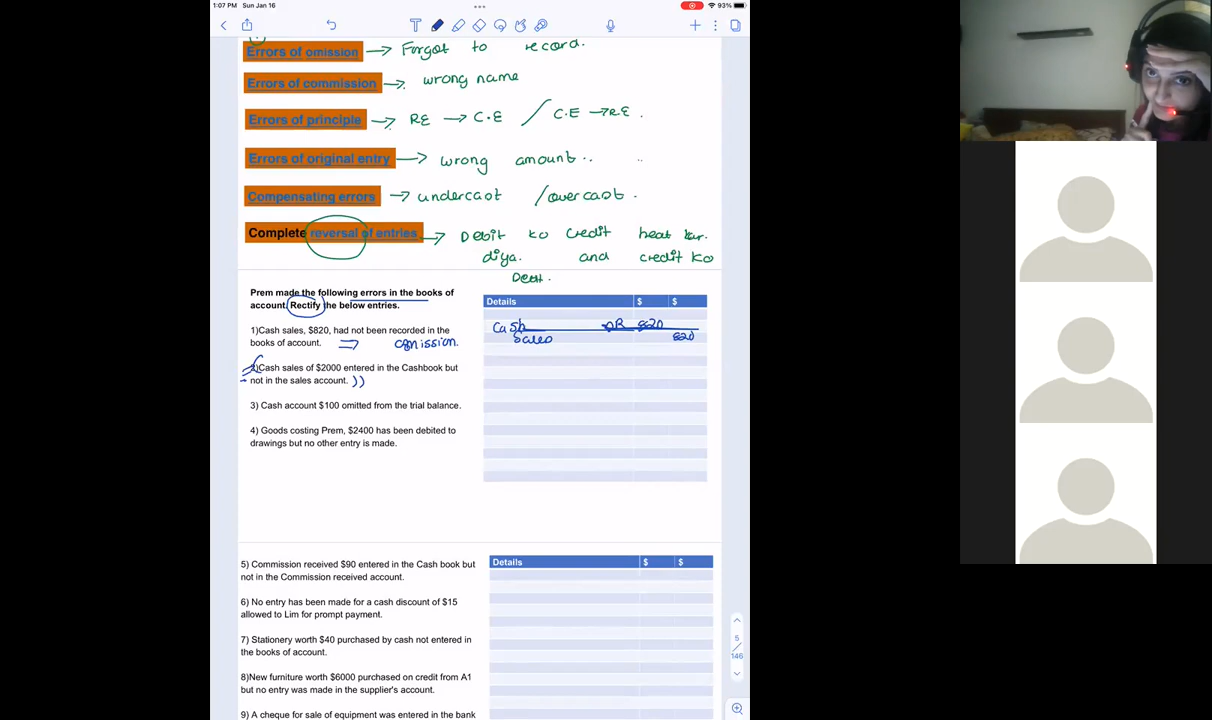 1:07 PM Sun Jan 16
93%
Errors of omission → Forgot to record.
Errors of commission → wrong name
Errors of principle → RE → C.E / C.E → R.E.
Errors of original entry → wrong amount..
Compensating errors → undercast / overcast.
Complete reversal of entries → Debit ko credit
diya. and credit ko
Prem made the following errors in the books of
account. Rectify the below entries.
1)Cash sales, $820, had not been recorded in the
books of account. ⇒
2)Cash sales of $2000 entered in the Cashbook but
not in the sales account. ))
3) Cash account $100 omitted from the trial balance.
4) Goods costing Prem, $2400 has been debited to
drawings but no other entry is made.
Details $ $
Cash DR 820
Sales 820
5) Commission received $90 entered in the Cash book but
not in the Commission received account.
6) No entry has been made for a cash discount of $15
allowed to Lim for prompt payment.
7) Stationery worth $40 purchased by cash not entered in
the books of account.
8)New furniture worth $6000 purchased on credit from A1
but no entry was made in the supplier's account.
9) A cheque for sale of equipment was entered in the bank
Details $ $
5
146